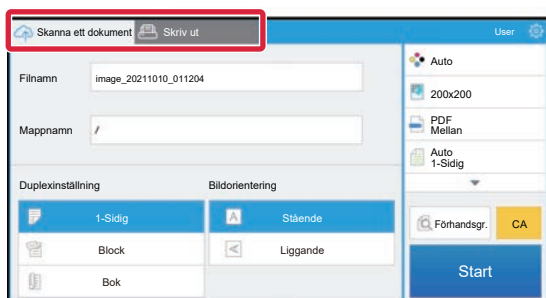 Skanna ett dokument Skriv ut User
Filnamn image_20211010_011204
Mappnamn /
Duplexinställning Bildorientering
1-Sidig Stående
Block Liggande
Bok
Auto
200x200
PDF
Mellan
Auto
1-Sidig
Förhandsgr. CA
Start